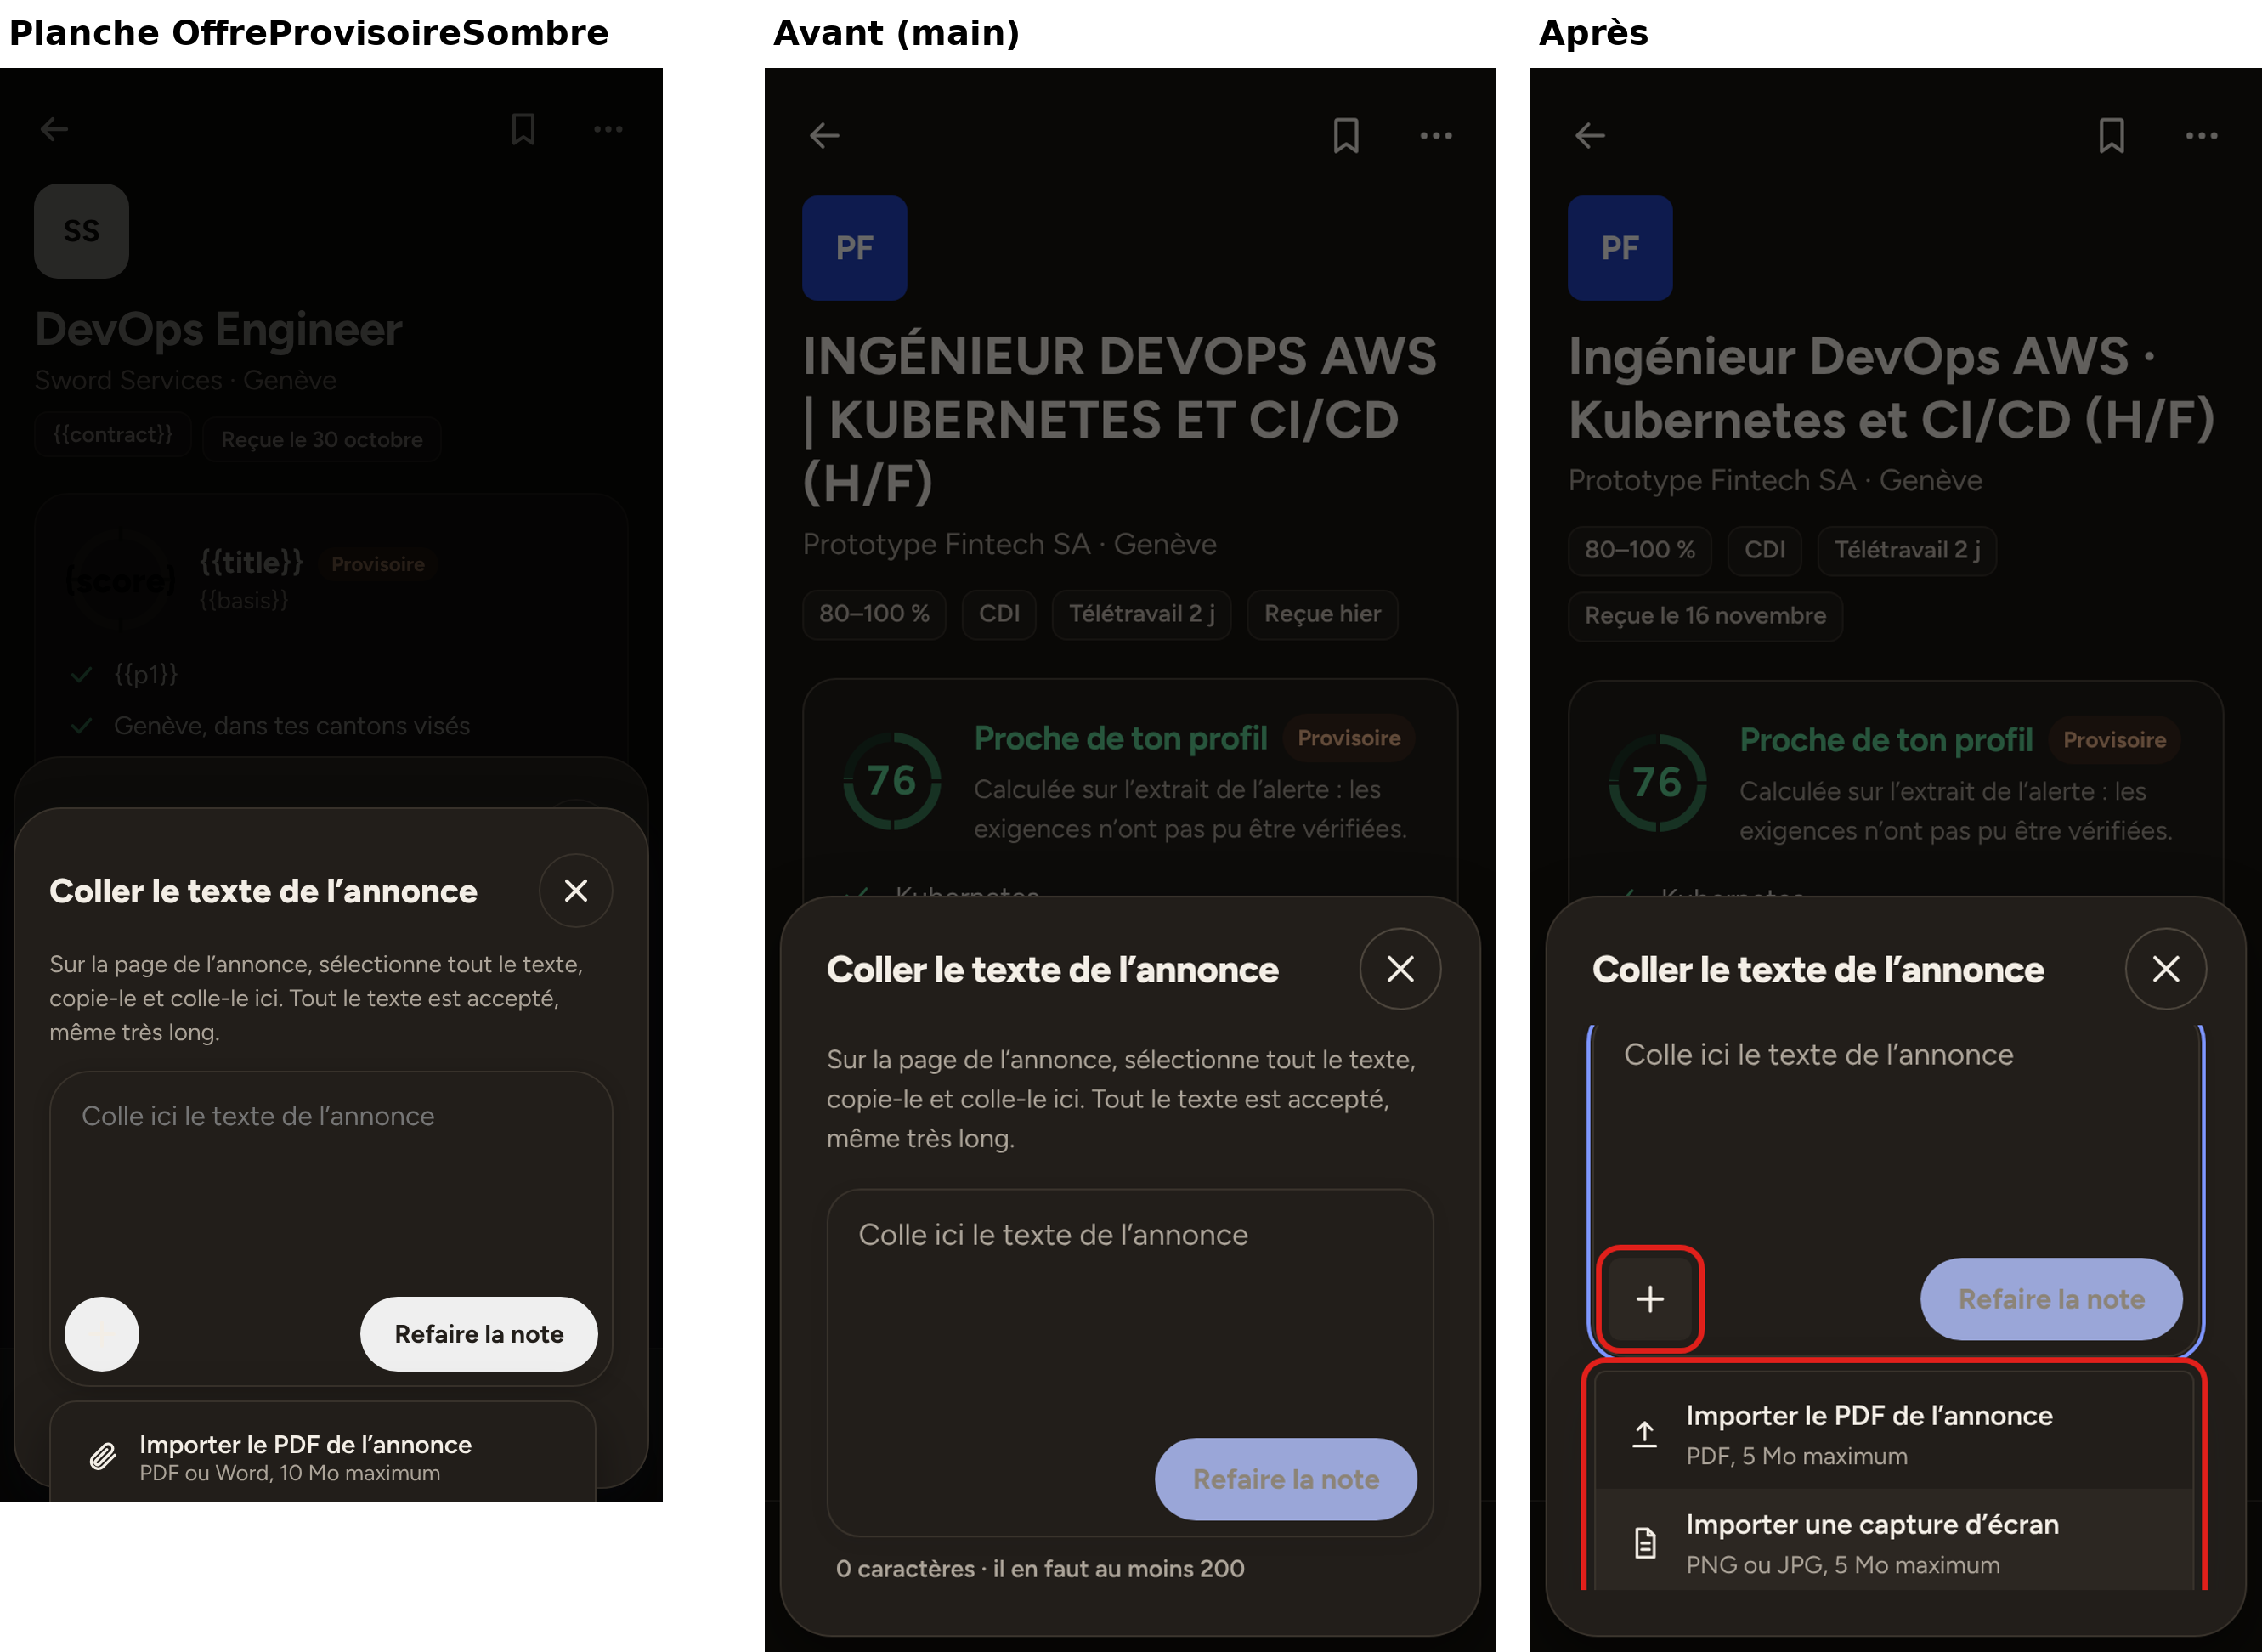 Planche OffreProvisoireSombre
SS
DevOps Engineer
Sword Services · Genève
{{contract}}
Reçue le 30 octobre
{{title}}
Provisoire
{{basis}}
{{p1}}
Genève, dans tes cantons visés
Coller le texte de l’annonce
Sur la page de l’annonce, sélectionne tout le texte,
copie-le et colle-le ici. Tout le texte est accepté,
même très long.
Colle ici le texte de l’annonce
Refaire la note
Importer le PDF de l’annonce
PDF ou Word, 10 Mo maximum
Avant (main)
PF
INGÉNIEUR DEVOPS AWS
| KUBERNETES ET CI/CD
(H/F)
Prototype Fintech SA · Genève
80–100 %
CDI
Télétravail 2 j
Reçue hier
76
Proche de ton profil
Provisoire
Calculée sur l’extrait de l’alerte : les
exigences n’ont pas pu être vérifiées.
Kubernetes
Coller le texte de l’annonce
Sur la page de l’annonce, sélectionne tout le texte,
copie-le et colle-le ici. Tout le texte est accepté,
même très long.
Colle ici le texte de l’annonce
Refaire la note
0 caractères · il en faut au moins 200
Après
PF
Ingénieur DevOps AWS ·
Kubernetes et CI/CD (H/F)
Prototype Fintech SA · Genève
80–100 %
CDI
Télétravail 2 j
Reçue le 16 novembre
76
Proche de ton profil
Provisoire
Calculée sur l’extrait de l’alerte : les
exigences n’ont pas pu être vérifiées.
Kubernetes
Coller le texte de l’annonce
Colle ici le texte de l’annonce
Refaire la note
Importer le PDF de l’annonce
PDF, 5 Mo maximum
Importer une capture d’écran
PNG ou JPG, 5 Mo maximum